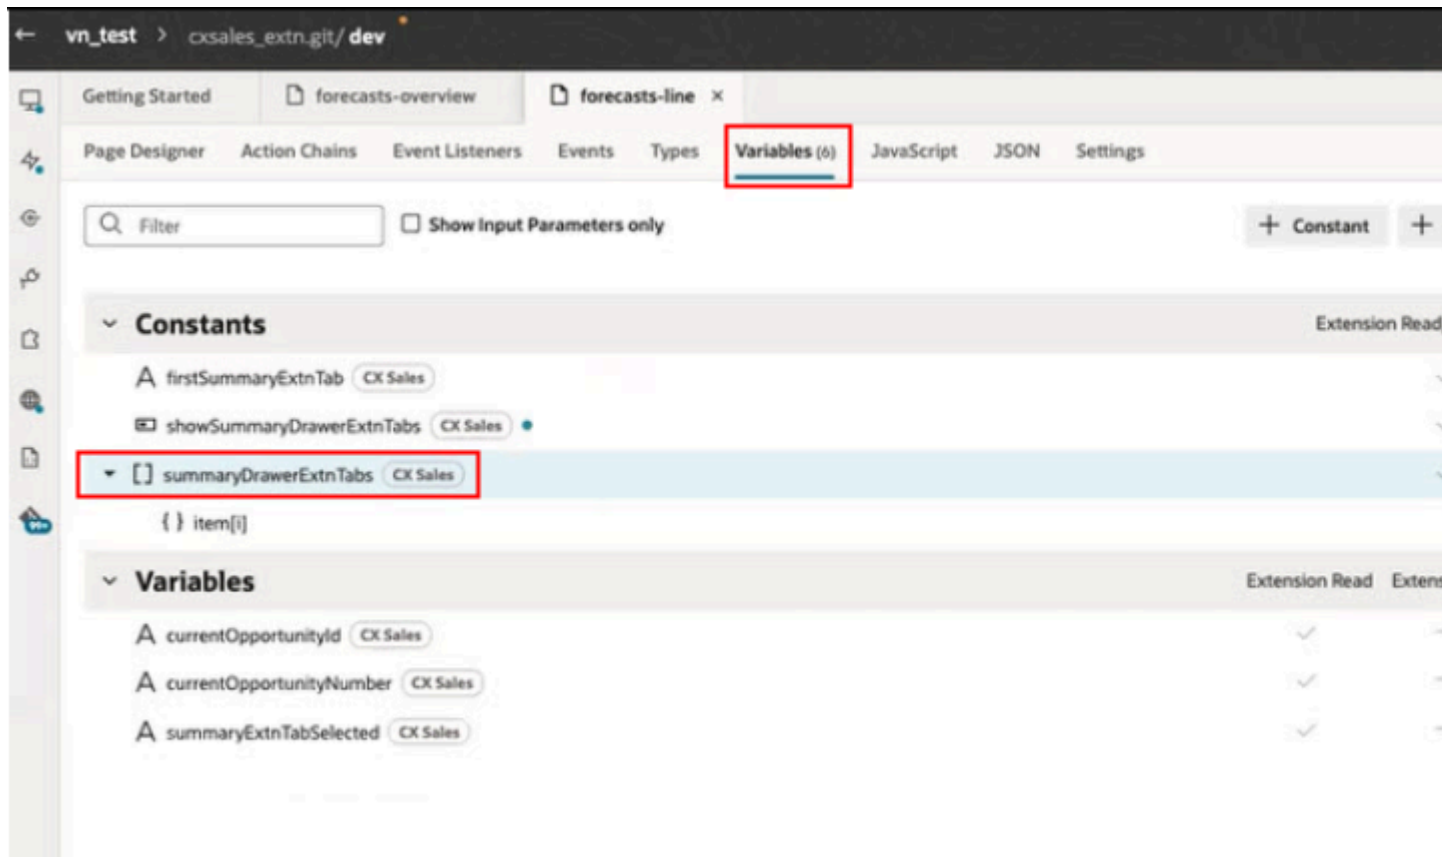 ← vn_test > cxsales_extn.git/ dev
Getting Started forecasts-overview forecasts-line ×
Page Designer Action Chains Event Listeners Events Types Variables (6) JavaScript JSON Settings
Filter Show Input Parameters only + Constant +
Constants Extension Read
A firstSummaryExtnTab CX Sales
showSummaryDrawerExtnTabs CX Sales
[ ] summaryDrawerExtnTabs CX Sales
{ } item[i]
99+
Variables Extension Read Extens
A currentOpportunityId CX Sales
A currentOpportunityNumber CX Sales
A summaryExtnTabSelected CX Sales